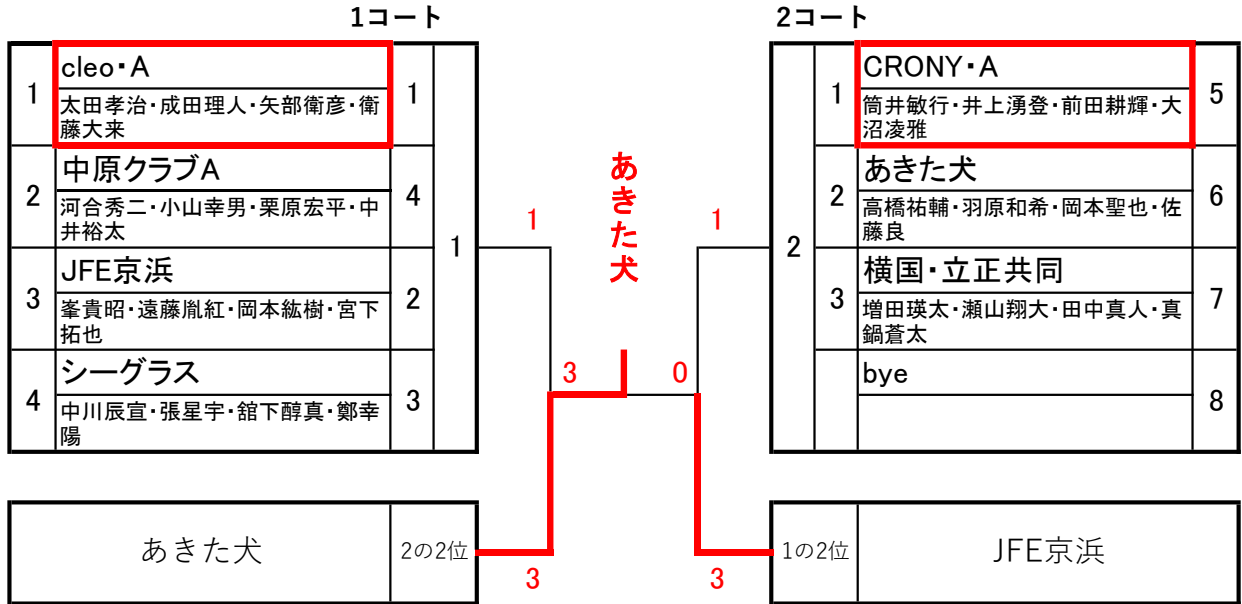 1コート
2コート
1
cleo・A
太田孝治・成田理人・矢部衛彦・衛
藤大来
1
2
中原クラブA
河合秀二・小山幸男・栗原宏平・中
井裕太
4
3
JFE京浜
峯貴昭・遠藤胤紅・岡本紘樹・宮下
拓也
2
4
シーグラス
中川辰宣・張星宇・舘下醇真・鄭幸
陽
3
1
1
あきた犬
1
3
0
2
1
CRONY・A
筒井敏行・井上湧登・前田耕輝・大
沼凌雅
5
2
あきた犬
高橋祐輔・羽原和希・岡本聖也・佐
藤良
6
3
横国・立正共同
増田瑛太・瀬山翔大・田中真人・真
鍋蒼太
7
bye
8
あきた犬
2の2位
3
3
1の2位
JFE京浜